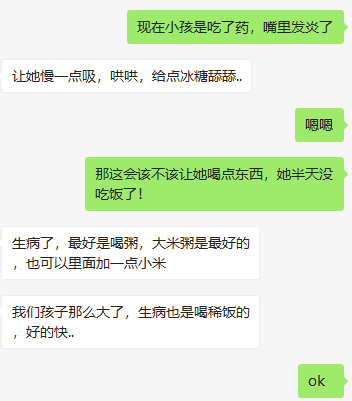 现在小孩是吃了药，嘴里发炎了
让她慢一点吸，哄哄，给点冰糖舔舔..
嗯嗯
那这会该不该让她喝点东西，她半天没
吃饭了！
生病了，最好是喝粥，大米粥是最好的
，也可以里面加一点小米
我们孩子那么大了，生病也是喝稀饭的
，好的快..
ok